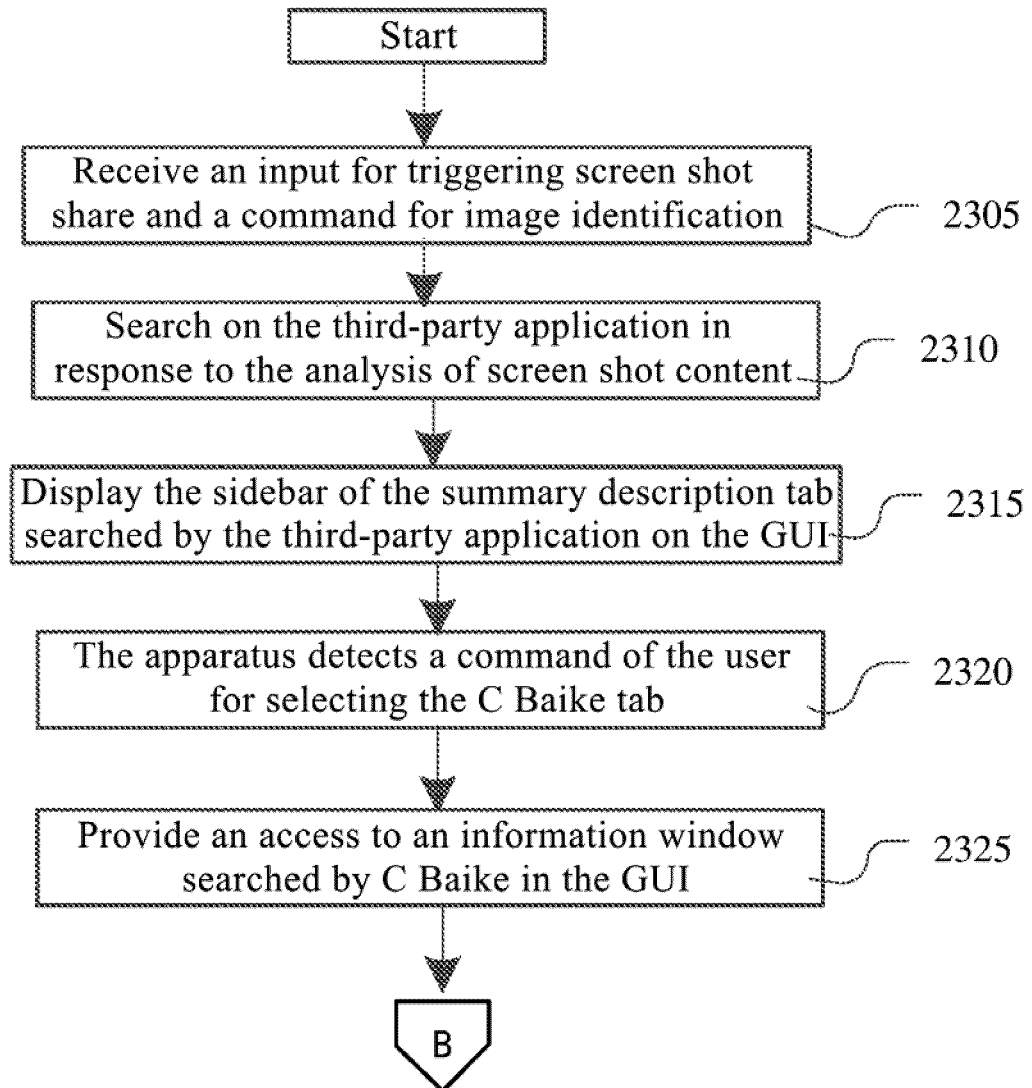 Start
Receive an input for triggering screen shot
share and a command for image identification
2305
Search on the third-party application in
response to the analysis of screen shot content
2310
Display the sidebar of the summary description tab
searched by the third-party application on the GUI
2315
The apparatus detects a command of the user
for selecting the C Baike tab
2320
Provide an access to an information window
searched by C Baike in the GUI
2325
B